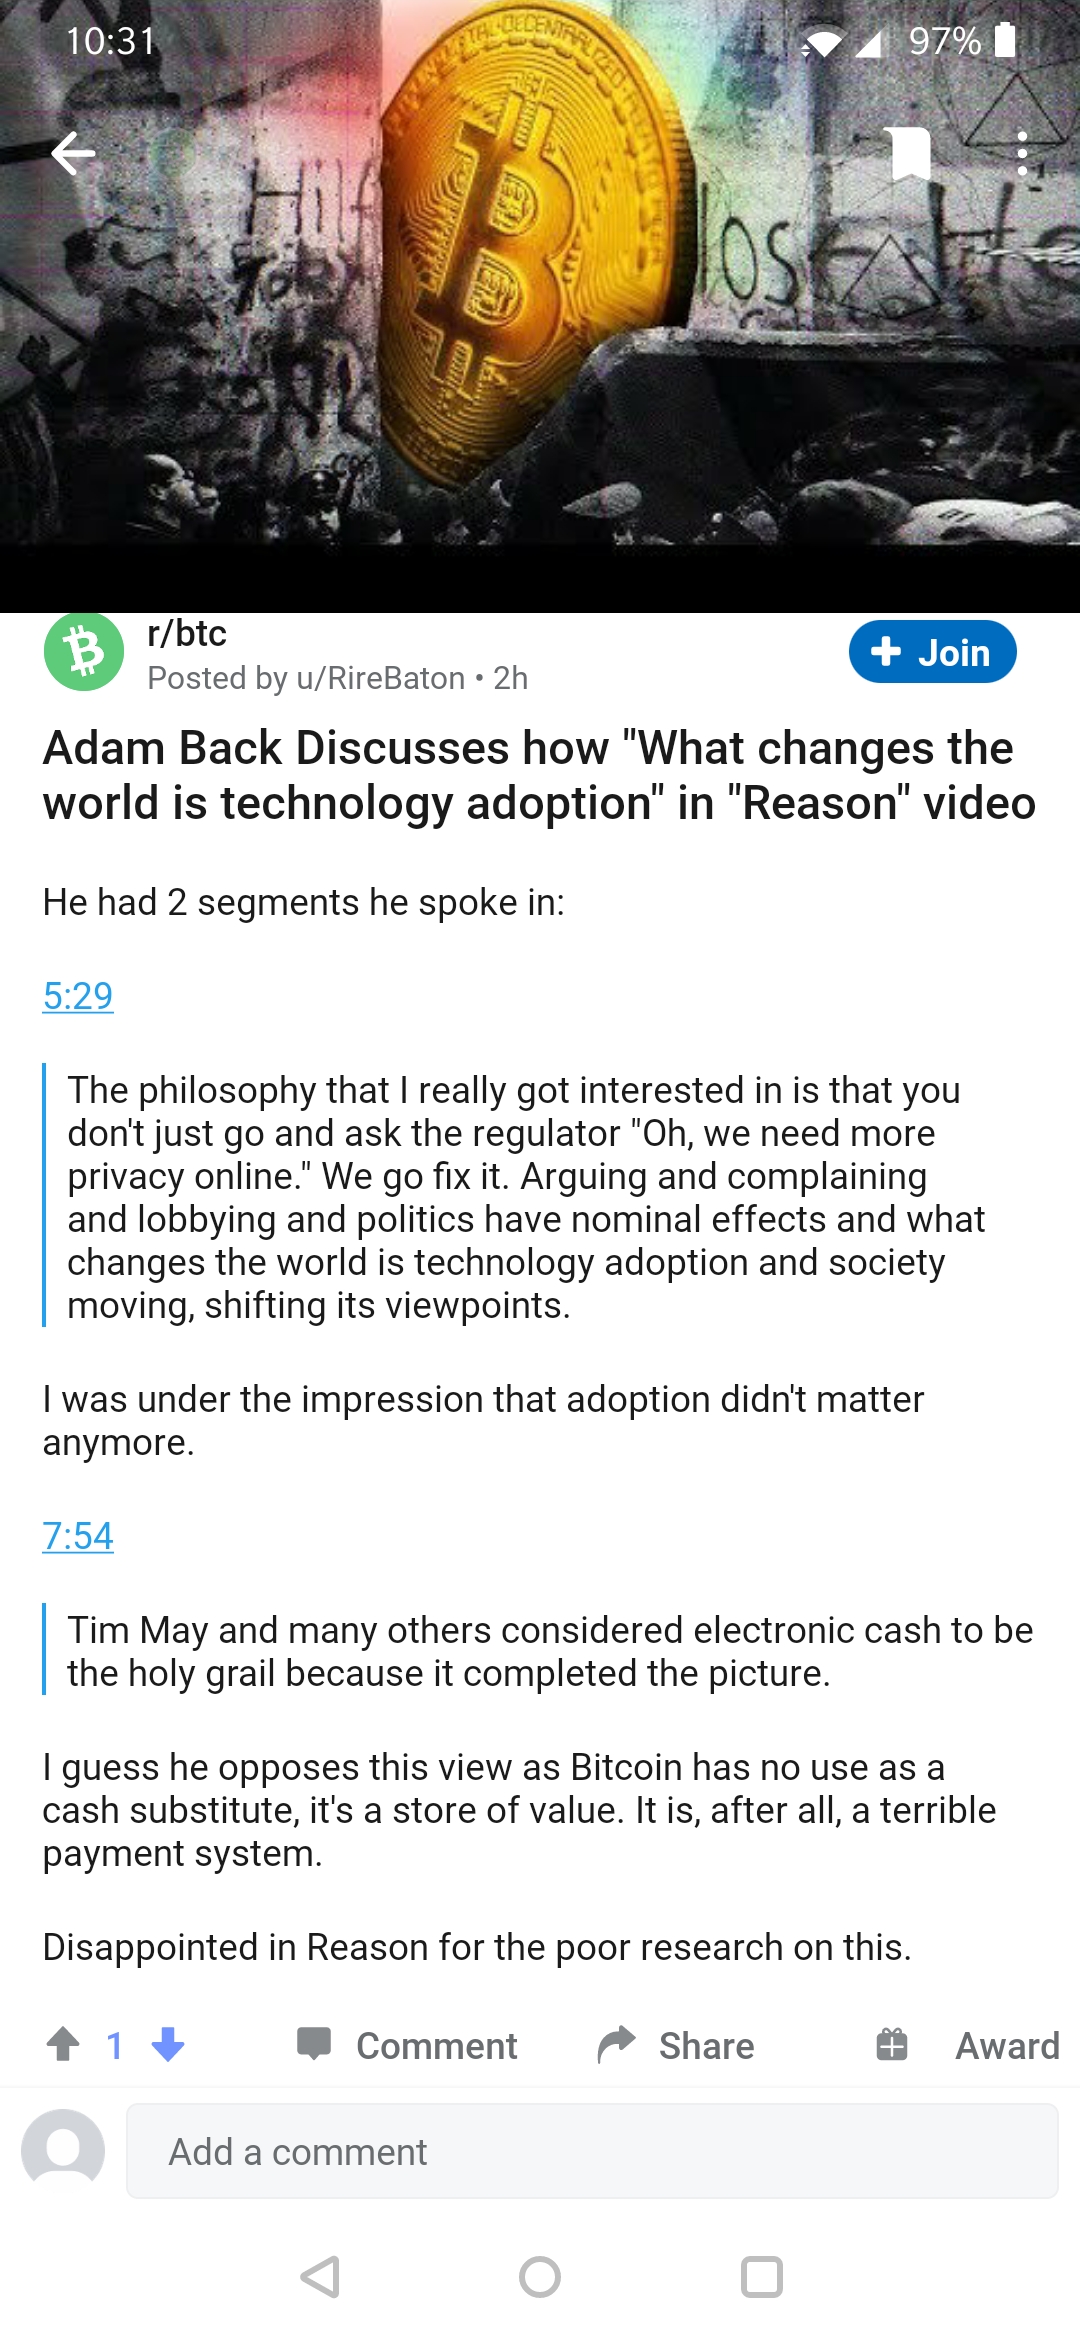 10:31
97%
DECENTRALIZED
Hilf
r/btc
Posted by u/RireBaton • 2h
+ Join
Adam Back Discusses how "What changes the
world is technology adoption" in "Reason" video
He had 2 segments he spoke in:
5:29
The philosophy that I really got interested in is that you
don't just go and ask the regulator "Oh, we need more
privacy online." We go fix it. Arguing and complaining
and lobbying and politics have nominal effects and what
changes the world is technology adoption and society
moving, shifting its viewpoints.
I was under the impression that adoption didn't matter
anymore.
7:54
Tim May and many others considered electronic cash to be
the holy grail because it completed the picture.
I guess he opposes this view as Bitcoin has no use as a
cash substitute, it's a store of value. It is, after all, a terrible
payment system.
Disappointed in Reason for the poor research on this.
1
Comment
Share
Award
Add a comment